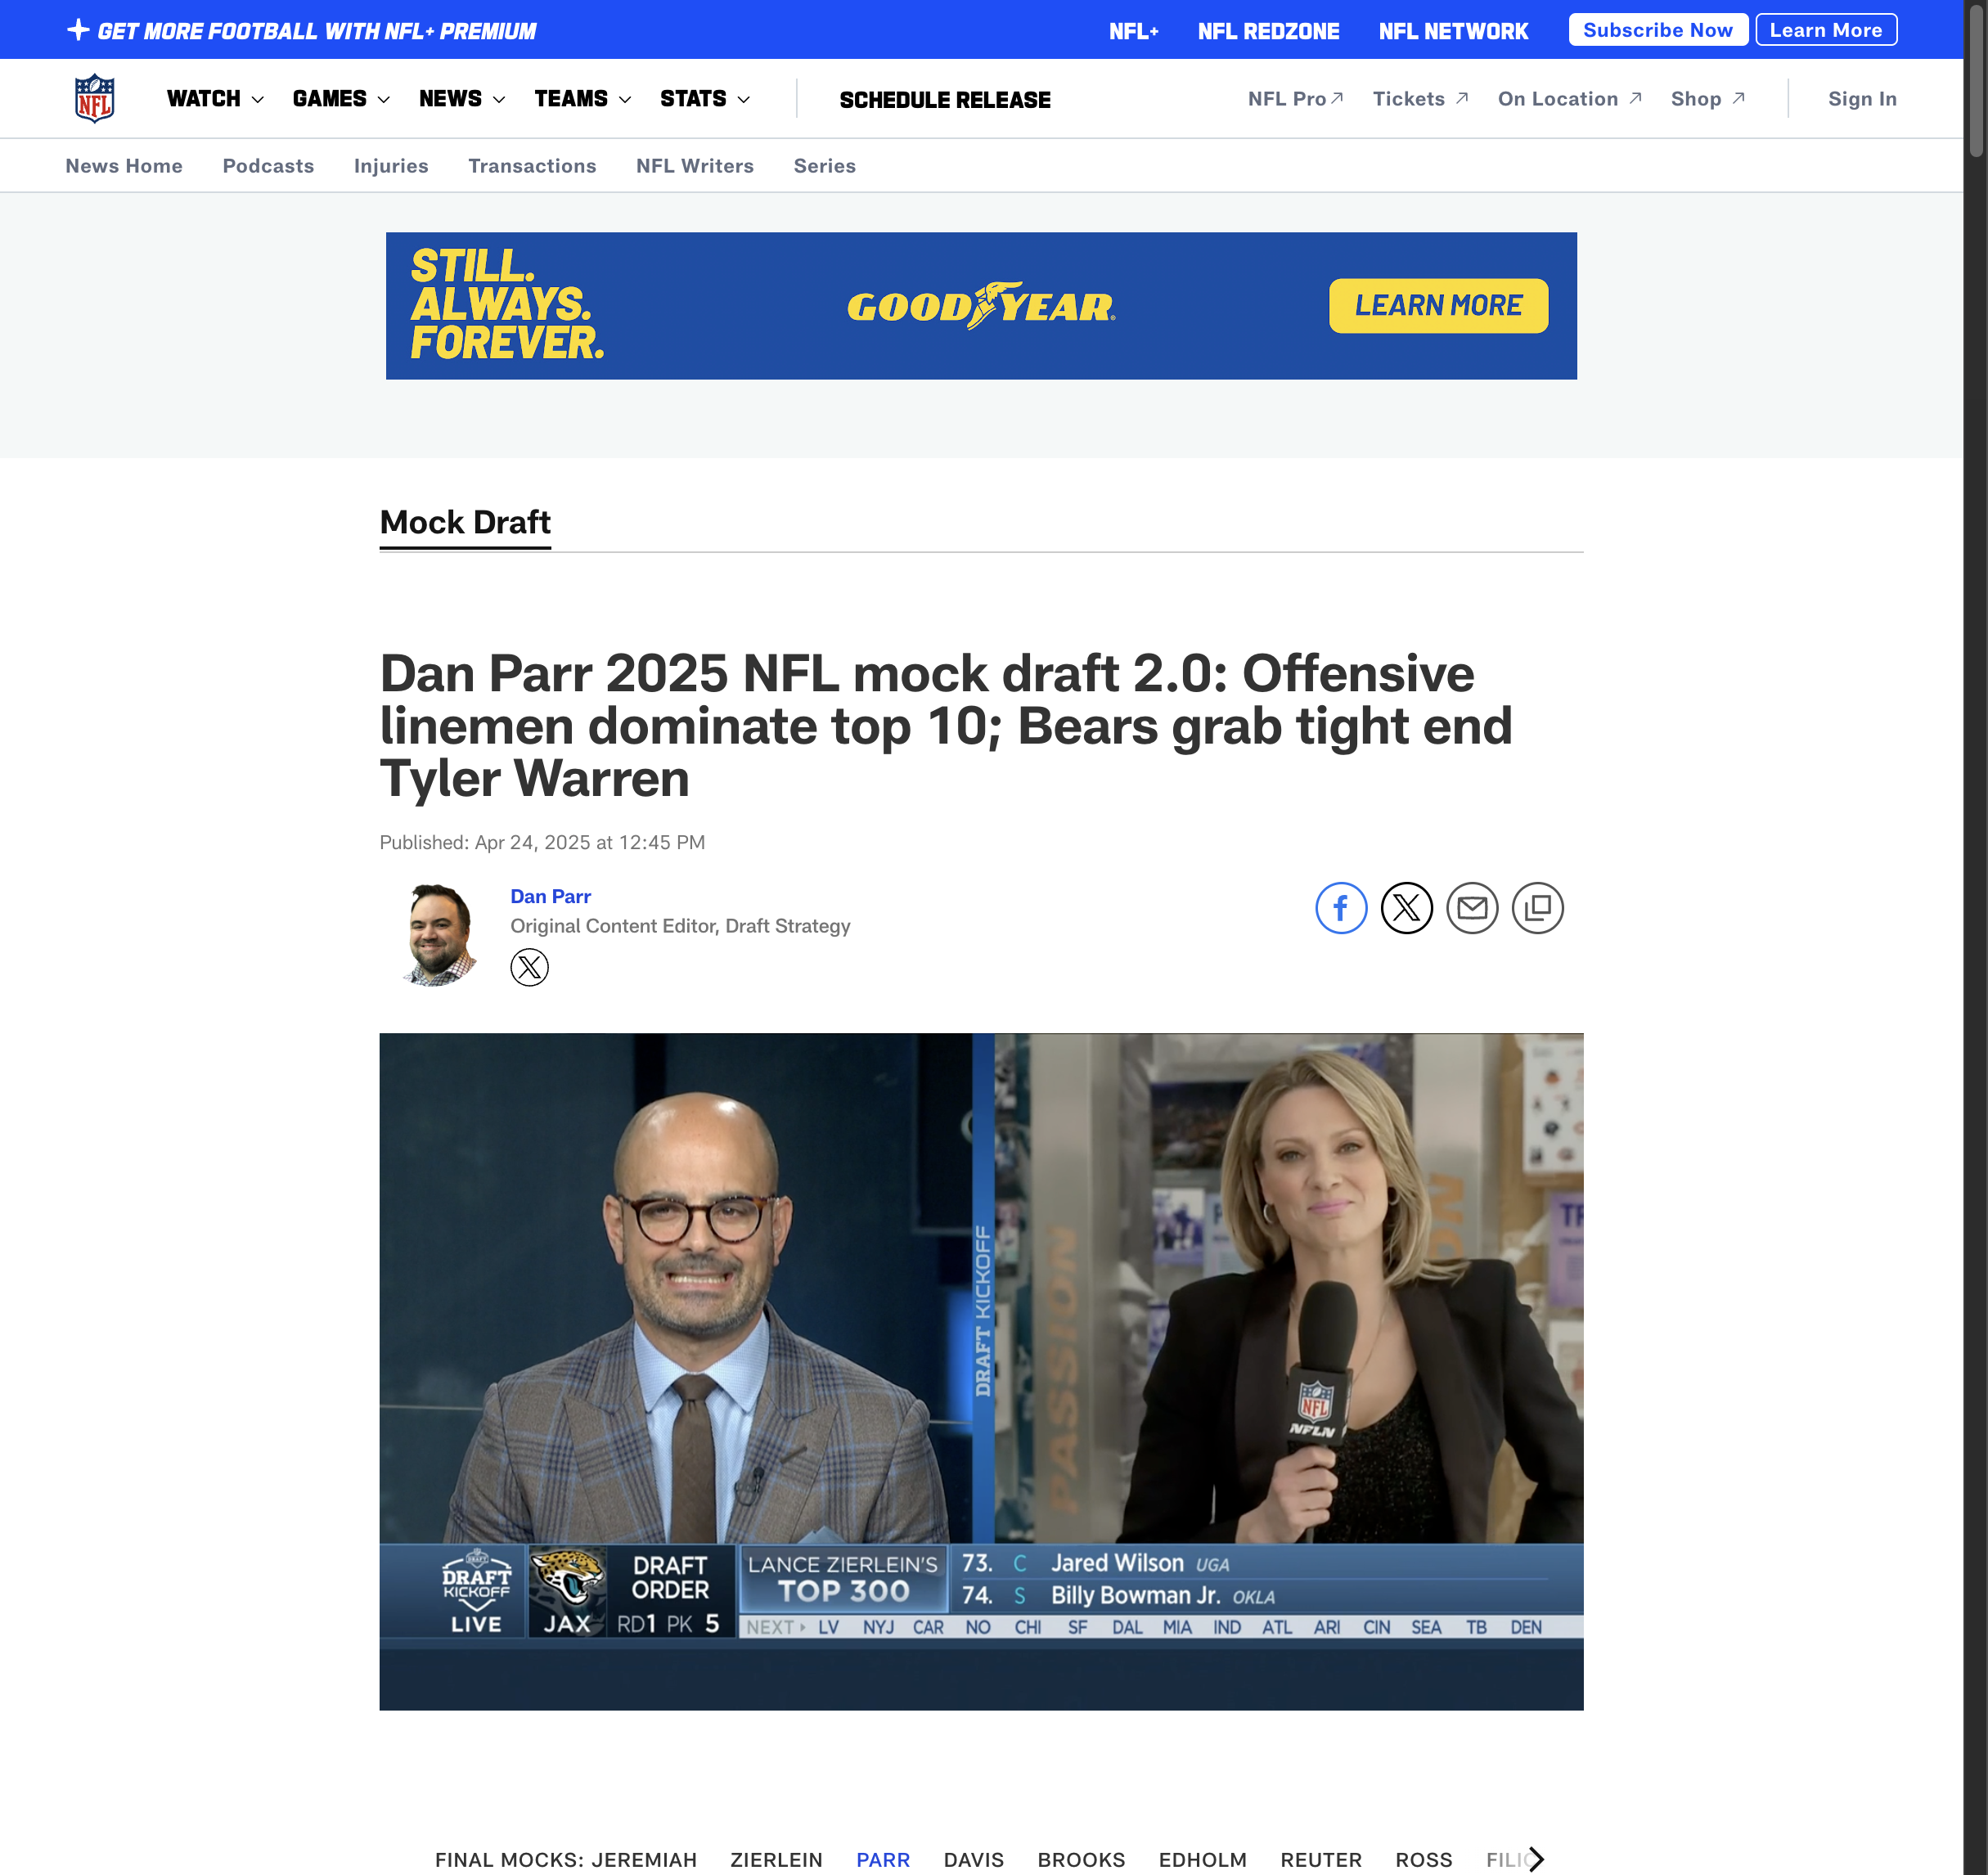 GET MORE FOOTBALL WITH NFL+ PREMIUM
NFL+ NFL REDZONE NFL NETWORK Subscribe Now Learn More
NFL WATCH GAMES NEWS TEAMS STATS SCHEDULE RELEASE NFL Pro Tickets On Location Shop Sign In
News Home Podcasts Injuries Transactions NFL Writers Series
STILL.
ALWAYS.
FOREVER.
GOODYEAR
LEARN MORE
Mock Draft
Dan Parr 2025 NFL mock draft 2.0: Offensive
linemen dominate top 10; Bears grab tight end
Tyler Warren
Published: Apr 24, 2025 at 12:45 PM
Dan Parr
Original Content Editor, Draft Strategy
DRAFT KICKOFF
PASSION
NFL
NFLN
DRAFT
KICKOFF
LIVE
JAX
DRAFT
ORDER
RD1 PK 5
LANCE ZIERLEIN'S
TOP 300
73. C Jared Wilson UGA
74. S Billy Bowman Jr. OKLA
NEXT LV NYJ CAR NO CHI SF DAL MIA IND ATL ARI CIN SEA TB DEN
FINAL MOCKS: JEREMIAH ZIERLEIN PARR DAVIS BROOKS EDHOLM REUTER ROSS